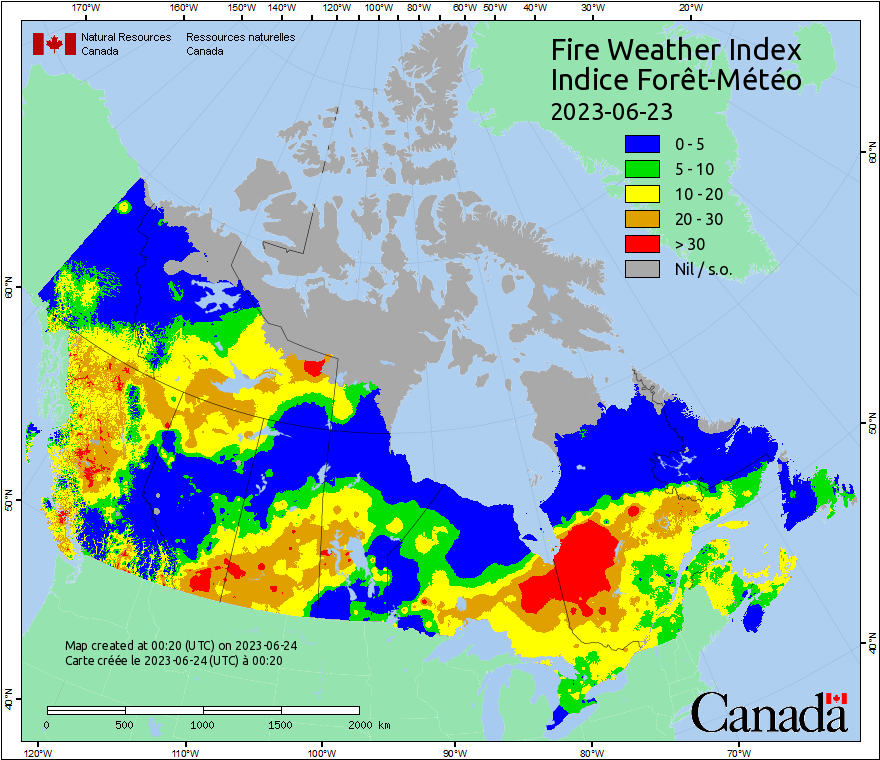 170°W 160°W 150°W 140°W 130°W 120°W 110°W 100°W 90°W 80°W 70°W 60°W 50°W 40°W 30°W 20°W
Natural Resources Ressources naturelles
Canada Canada
Fire Weather Index
Indice Forêt-Météo
2023-06-23
0 - 5
5 - 10
10 - 20
20 - 30
> 30
Nil / s.o.
60°N
60°N
50°N
50°N
40°N
40°N
Map created at 00:20 (UTC) on 2023-06-24
Carte créée le 2023-06-24 (UTC) à 00:20
0 500 1000 1500 2000 km
Canada
120°W 110°W 100°W 90°W 80°W 70°W